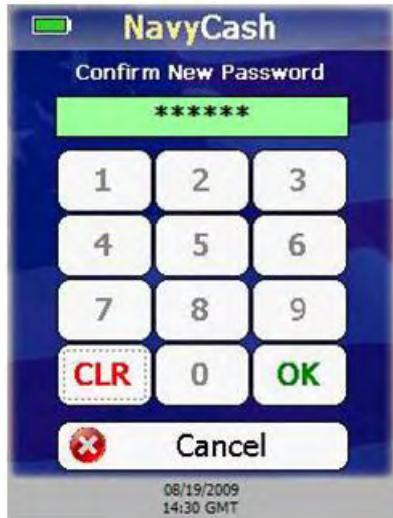 NavyCash
Confirm New Password
******
1 2 3
4 5 6
7 8 9
CLR 0 OK
Cancel
08/19/2009
14:30 GMT